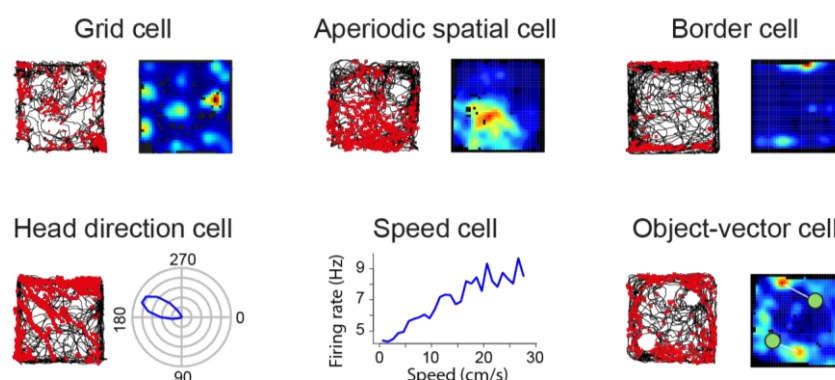 Grid cell
Aperiodic spatial cell
Border cell
Head direction cell
Speed cell
Object-vector cell
270
180
0
90
Firing rate (Hz)
9
7
5
0
10
20
30
Speed (cm/s)